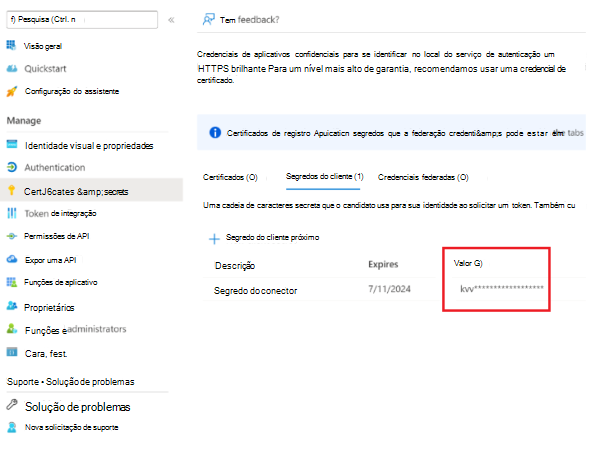 f) Pesquisa (Ctrl. n
«
Visão geral
Quickstart
Configuração do assistente
Manage
Identidade visual e propriedades
Authentication
CertJ6cates &amp;secrets
Token de integração
Permissões de API
Expor uma API
Funções de aplicativo
Proprietários
Funções e administrators
Cara, fest.
Suporte • Solução de problemas
Solução de problemas
Nova solicitação de suporte
Tem feedback?
Credenciais de aplicativos confidenciais para se identificar no local do serviço de autenticação um
HTTPS brilhante Para um nível mais alto de garantia, recomendamos usar uma credencial de
certificado.
Certificados de registro Apuicaticn segredos que a federação credenti&amp;s pode estar tabs
Certificados (O)
Segredos do cliente (1)
Credenciais federadas (O)
Uma cadeia de caracteres secreta que o candidato usa para sua identidade ao solicitar um token. Também cu
Segredo do cliente próximo
Descrição
Expires
Valor G)
Segredo do conector
7/11/2024
kvv******************